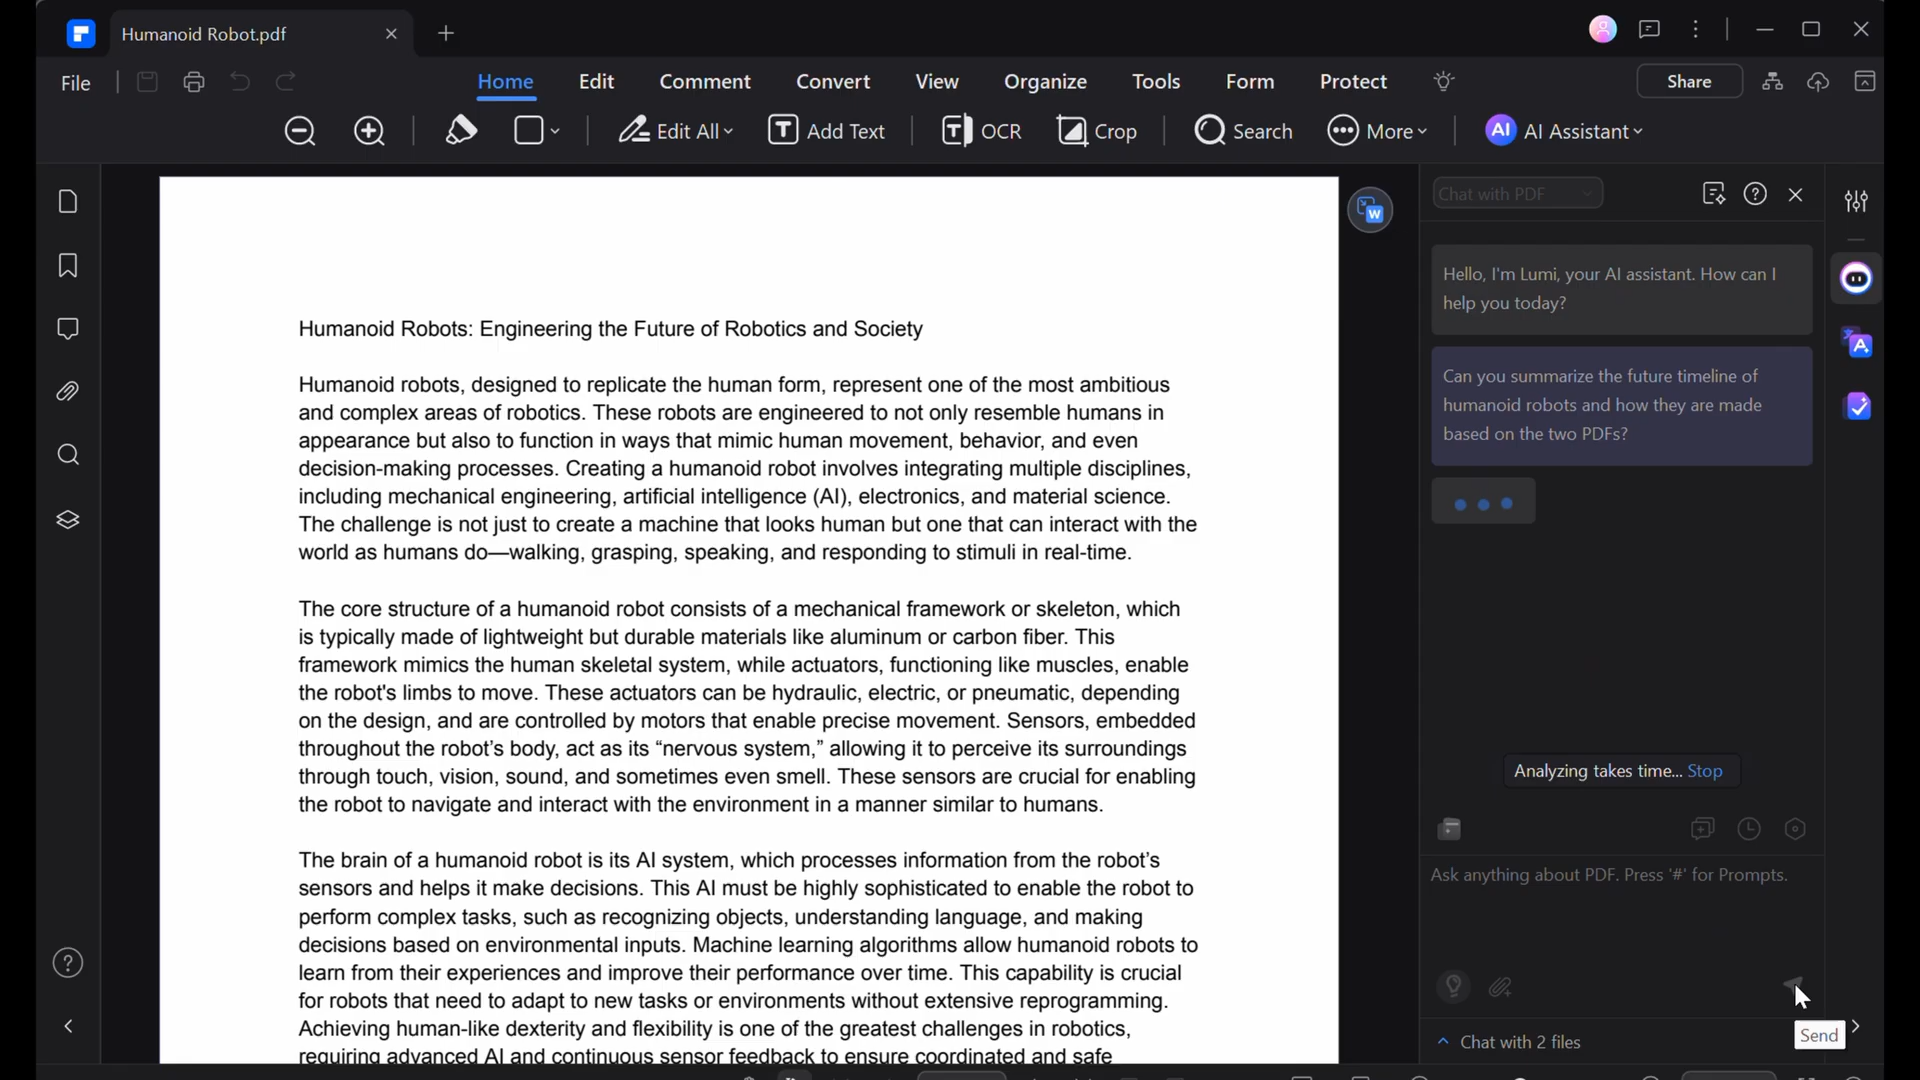 Humanoid Robot.pdf
File
Home
Edit
Comment
Convert
View
Organize
Tools
Form
Protect
Share
Edit All
T Add Text
T OCR
Crop
Search
More
AI AI Assistant
W
Chat with PDF
Hello, I'm Lumi, your AI assistant. How can I
help you today?
Can you summarize the future timeline of
humanoid robots and how they are made
based on the two PDFs?
Humanoid Robots: Engineering the Future of Robotics and Society
Humanoid robots, designed to replicate the human form, represent one of the most ambitious
and complex areas of robotics. These robots are engineered to not only resemble humans in
appearance but also to function in ways that mimic human movement, behavior, and even
decision-making processes. Creating a humanoid robot involves integrating multiple disciplines,
including mechanical engineering, artificial intelligence (AI), electronics, and material science.
The challenge is not just to create a machine that looks human but one that can interact with the
world as humans do—walking, grasping, speaking, and responding to stimuli in real-time.
The core structure of a humanoid robot consists of a mechanical framework or skeleton, which
is typically made of lightweight but durable materials like aluminum or carbon fiber. This
framework mimics the human skeletal system, while actuators, functioning like muscles, enable
the robot's limbs to move. These actuators can be hydraulic, electric, or pneumatic, depending
on the design, and are controlled by motors that enable precise movement. Sensors, embedded
throughout the robot’s body, act as its “nervous system,” allowing it to perceive its surroundings
through touch, vision, sound, and sometimes even smell. These sensors are crucial for enabling
the robot to navigate and interact with the environment in a manner similar to humans.
The brain of a humanoid robot is its AI system, which processes information from the robot’s
sensors and helps it make decisions. This AI must be highly sophisticated to enable the robot to
perform complex tasks, such as recognizing objects, understanding language, and making
decisions based on environmental inputs. Machine learning algorithms allow humanoid robots to
learn from their experiences and improve their performance over time. This capability is crucial
for robots that need to adapt to new tasks or environments without extensive reprogramming.
Achieving human-like dexterity and flexibility is one of the greatest challenges in robotics,
requiring advanced AI and continuous sensor feedback to ensure coordinated and safe
Analyzing takes time... Stop
Ask anything about PDF. Press '#' for Prompts.
Chat with 2 files
Send